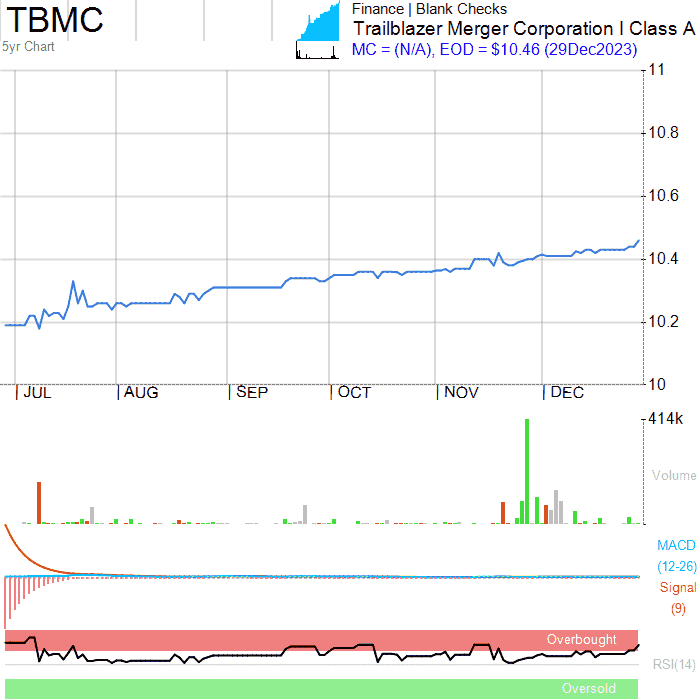 TBMC
5yr Chart
Finance | Blank Checks
Trailblazer Merger Corporation I Class A
MC = (N/A), EOD = $10.46 (29Dec2023)
11
10.8
10.6
10.4
10.2
10
JUL AUG SEP OCT NOV DEC
414k
Volume
MACD
(12-26)
Signal
(9)
Overbought
RSI(14)
Oversold